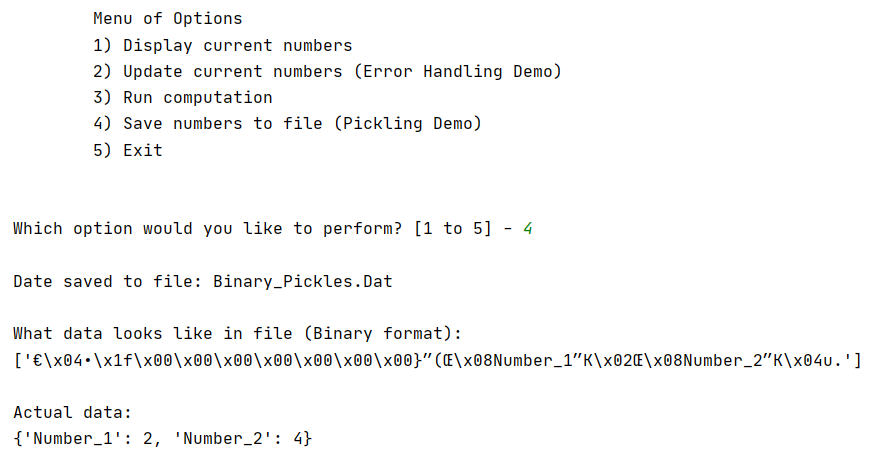 Menu of Options
1) Display current numbers
2) Update current numbers (Error Handling Demo)
3) Run computation
4) Save numbers to file (Pickling Demo)
5) Exit
Which option would you like to perform? [1 to 5] - 4
Date saved to file: Binary_Pickles.Dat
What data looks like in file (Binary format):
['€\x04•\x1f\x00\x00\x00\x00\x00\x00\x00}”(Œ\x08Number_1”K\x02Œ\x08Number_2”K\x04u.']
Actual data:
{'Number_1': 2, 'Number_2': 4}